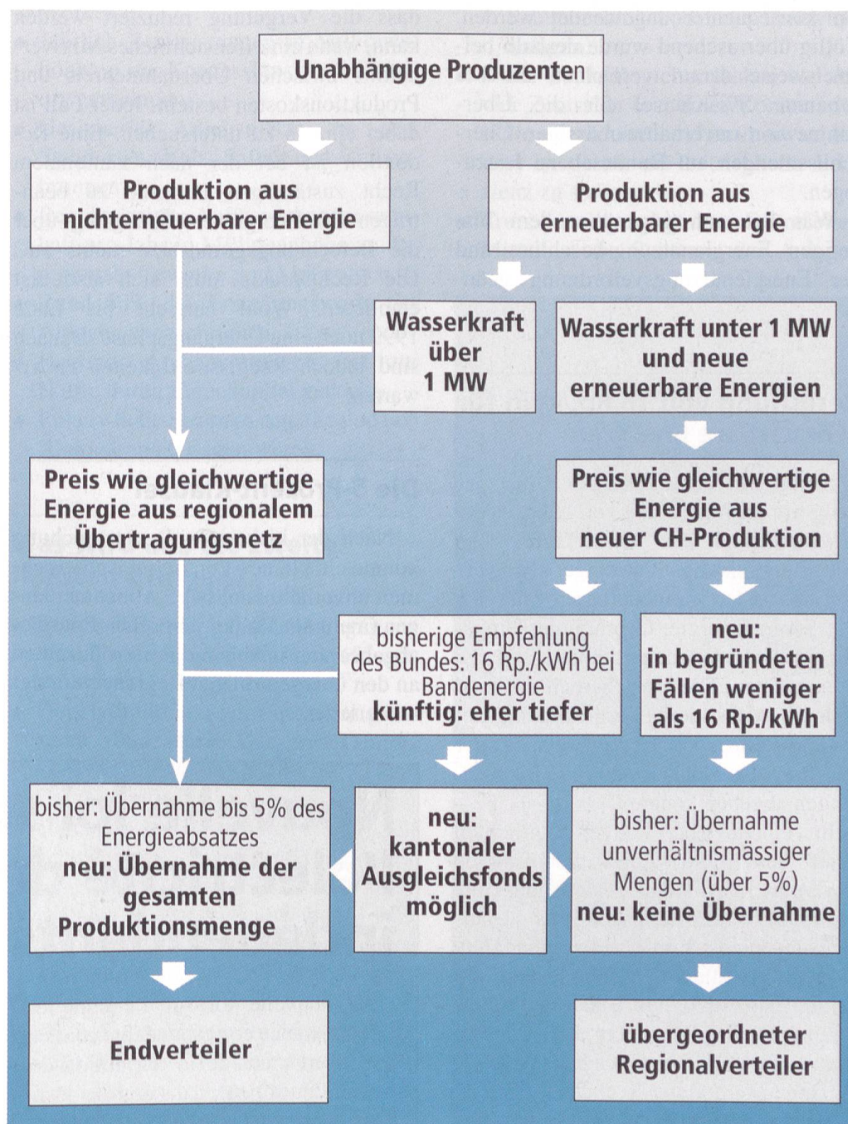 Unabhängige Produzenten
Produktion aus
nichterneuerbarer Energie
Produktion aus
erneuerbarer Energie
Wasserkraft
über
1 MW
Wasserkraft unter 1 MW
und neue
erneuerbare Energien
Preis wie gleichwertige
Energie aus regionalem
Übertragungsnetz
Preis wie gleichwertige
Energie aus
neuer CH-Produktion
bisherige Empfehlung
des Bundes: 16 Rp./kWh bei
Bandenergie
künftig: eher tiefer
neu:
in begründeten
Fällen weniger
als 16 Rp./kWh
bisher: Übernahme bis 5% des
Energieabsatzes
neu: Übernahme der
gesamten
Produktionsmenge
neu:
kantonaler
Ausgleichsfonds
möglich
bisher: Übernahme
unverhältnismässiger
Mengen (über 5%)
neu: keine Übernahme
Endverteiler
übergeordneter
Regionalverteiler